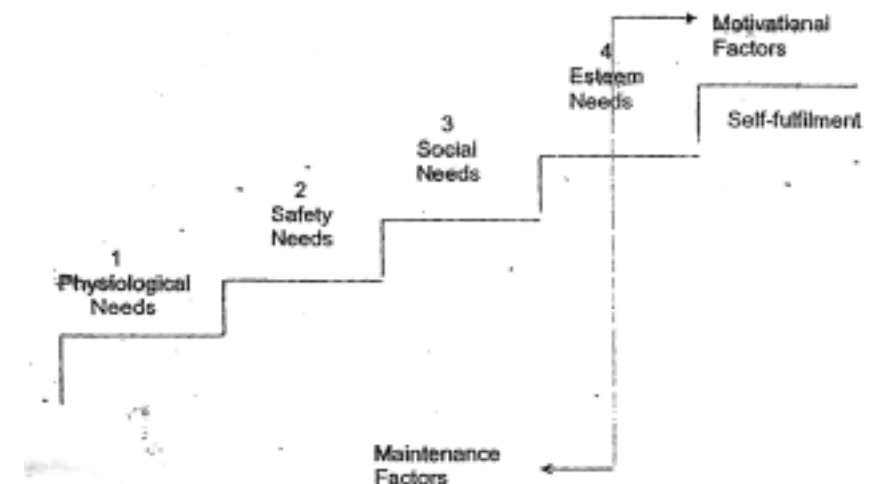 Motivational
Factors
4
Esteem
Needs
Self-fulfilment
3
Social
Needs
2
Safety
Needs
1
Physiological
Needs
Maintenance
Factors